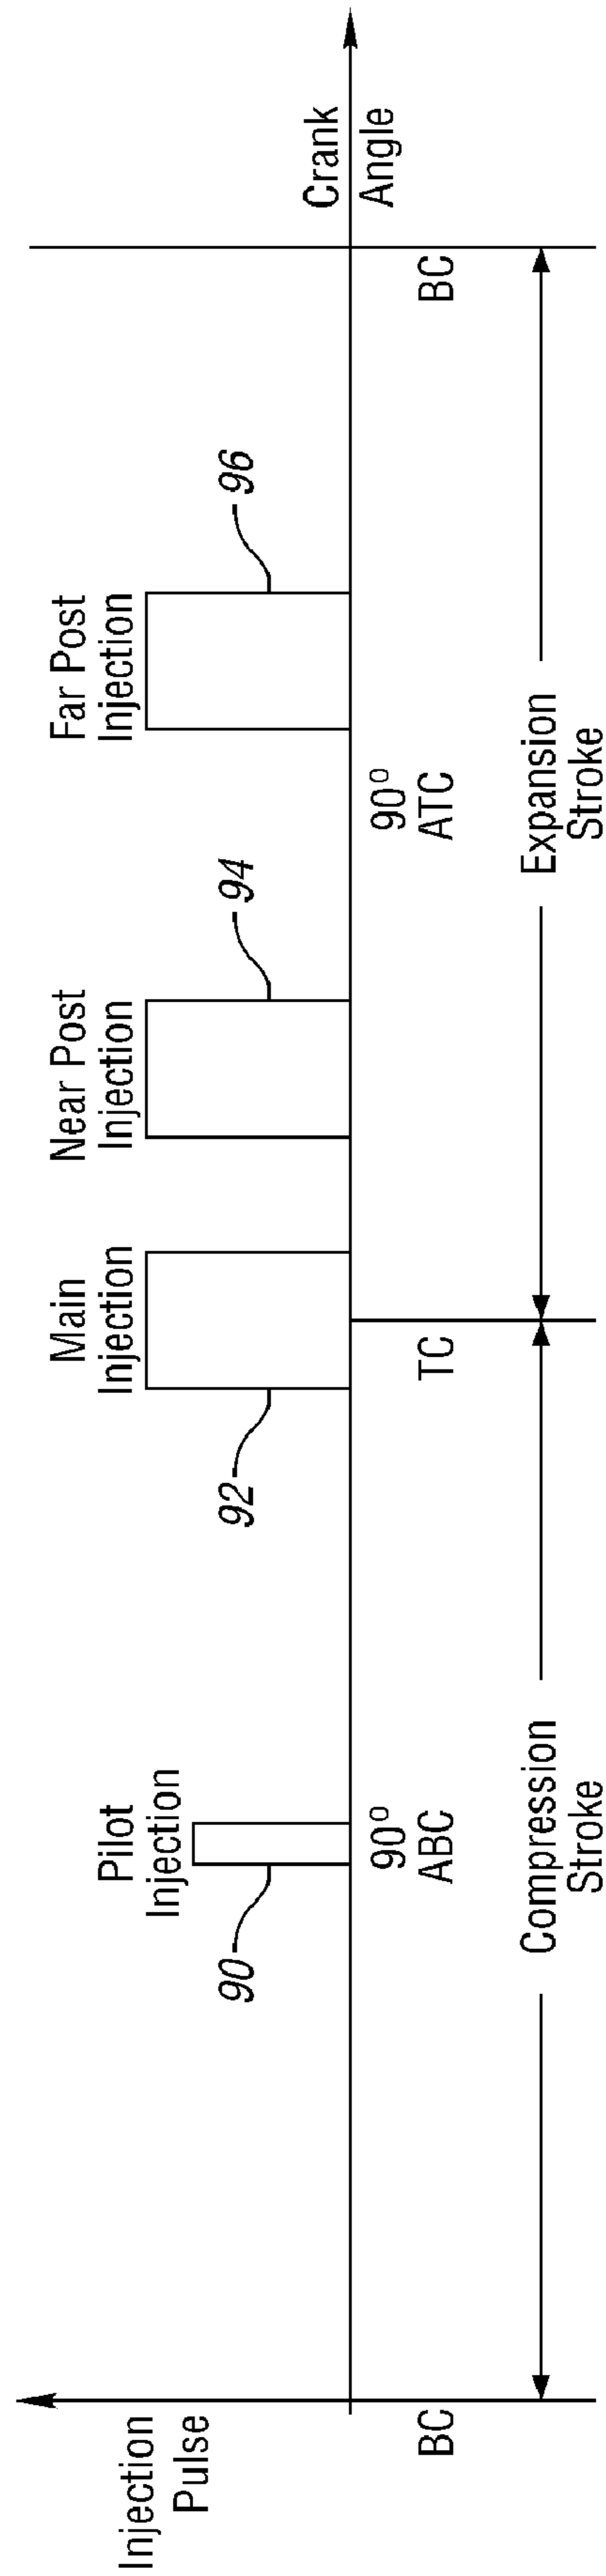 Injection
Pulse
Pilot
Injection
90
Main
Injection
92
Near Post
Injection
94
Far Post
Injection
96
Crank
Angle
BC
90°
ABC
TC
90°
ATC
BC
Compression
Stroke
Expansion
Stroke